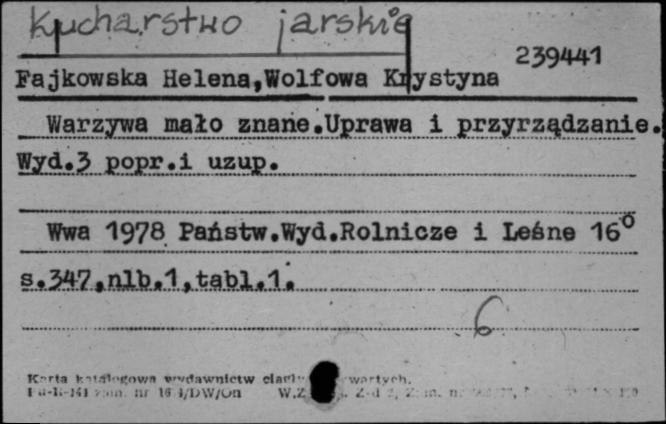 Kucharstwo jarskie
239441
Fajkowska Helena,Wolfowa Krystyna
Warzywa mało znane.Uprawa i przyrządzanie.
Wyd.3 popr.i uzup.
Wwa 1978 Państw.Wyd.Rolnicze i Leśne 16°
s.347,nlb.1,tabl.1.
6
Karta katalogowa wydawnictw